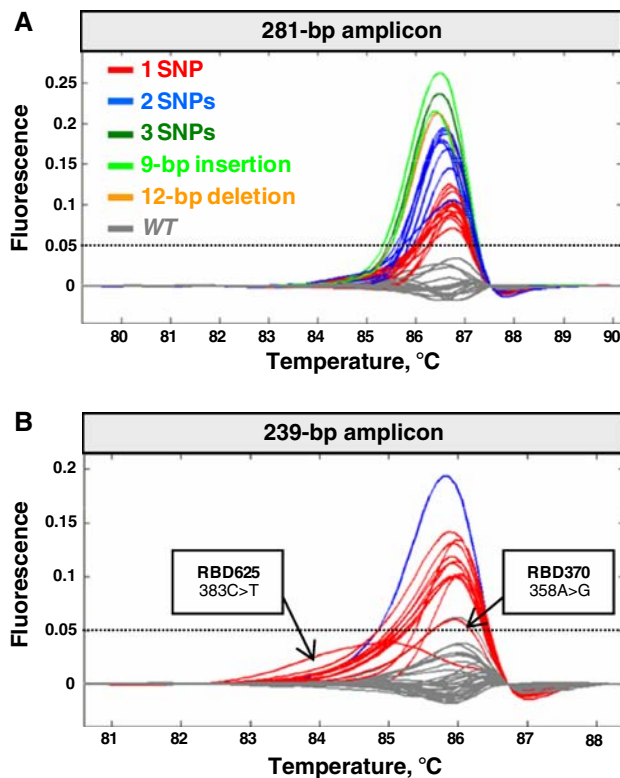 A
281-bp amplicon
Fluorescence
0.25
0.2
0.15
0.1
0.05
0
1 SNP
2 SNPs
3 SNPs
9-bp insertion
12-bp deletion
WT
80 81 82 83 84 85 86 87 88 89 90
Temperature, °C
B
239-bp amplicon
Fluorescence
0.2
0.15
0.1
0.05
0
RBD625
383C>T
RBD370
358A>G
81 82 83 84 85 86 87 88
Temperature, °C